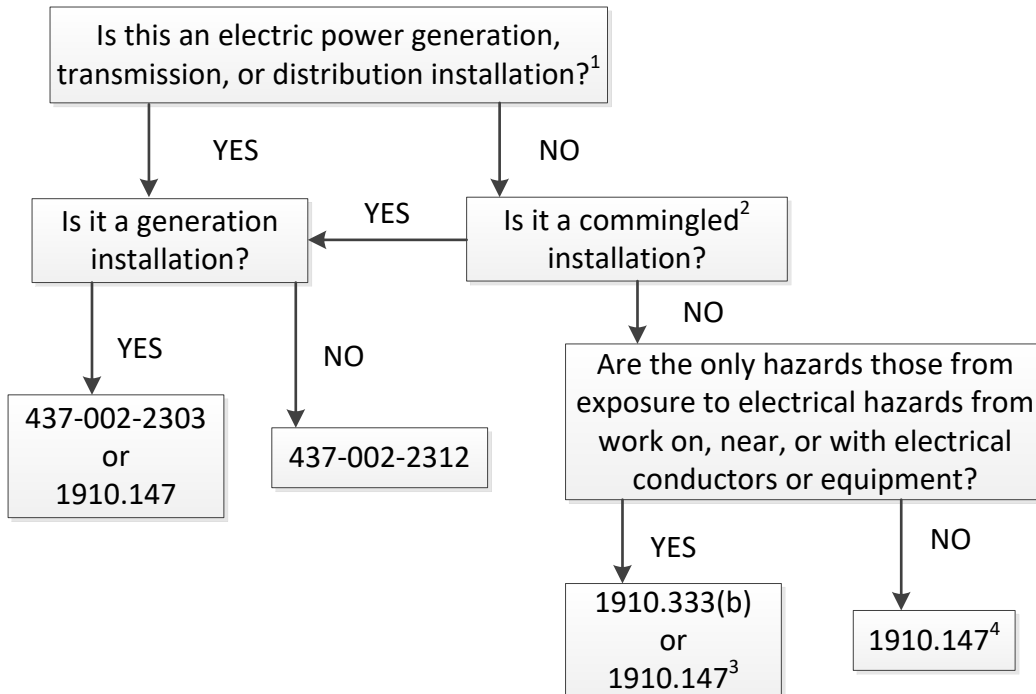 Is this an electric power generation,
transmission, or distribution installation?¹
YES
NO
Is it a generation
installation?
YES
Is it a commingled²
installation?
YES
NO
NO
437-002-2303
or
1910.147
437-002-2312
Are the only hazards those from
exposure to electrical hazards from
work on, near, or with electrical
conductors or equipment?
YES
NO
1910.333(b)
or
1910.147³
1910.147⁴